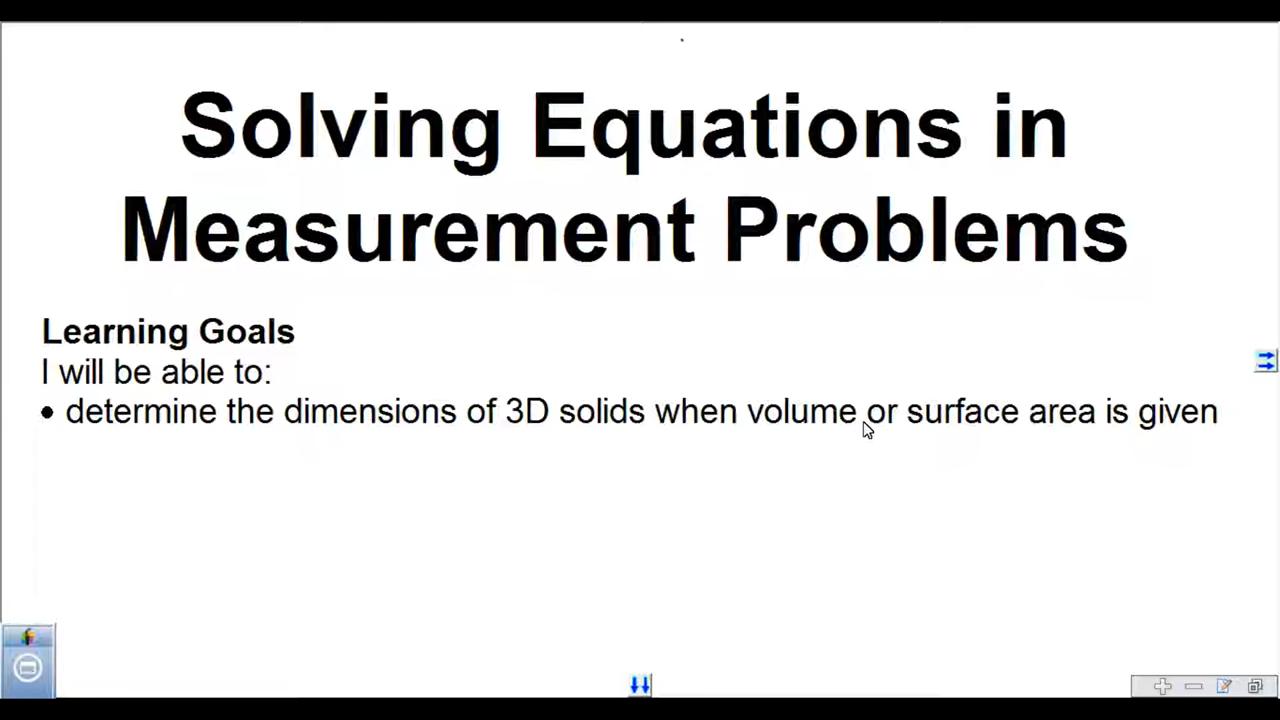 Solving Equations in
Measurement Problems
Learning Goals
I will be able to:
• determine the dimensions of 3D solids when volume or surface area is given